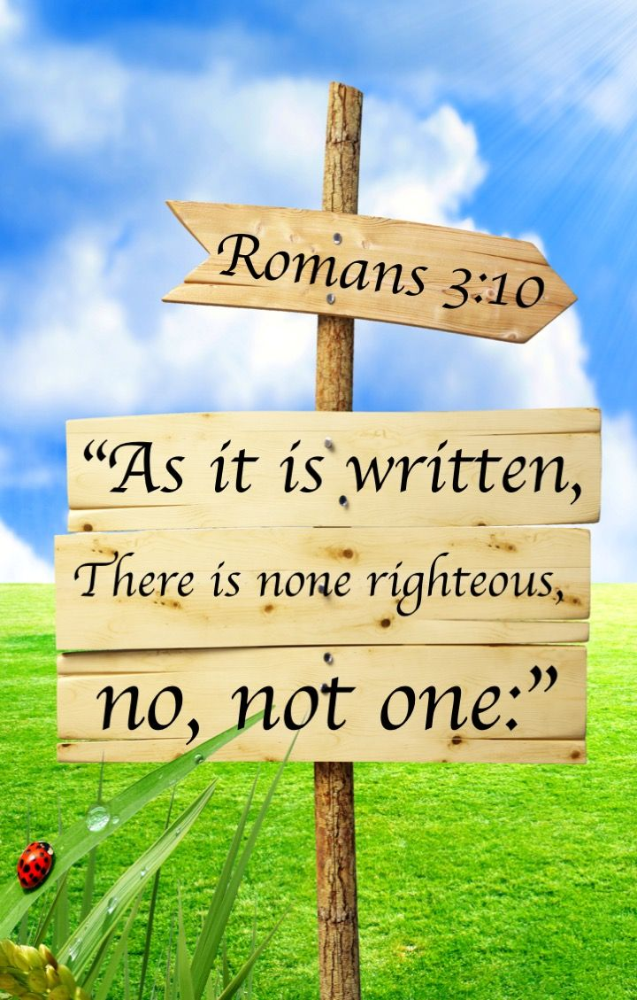 Romans 3:10
“As it is written,
There is none righteous,
no, not one:”